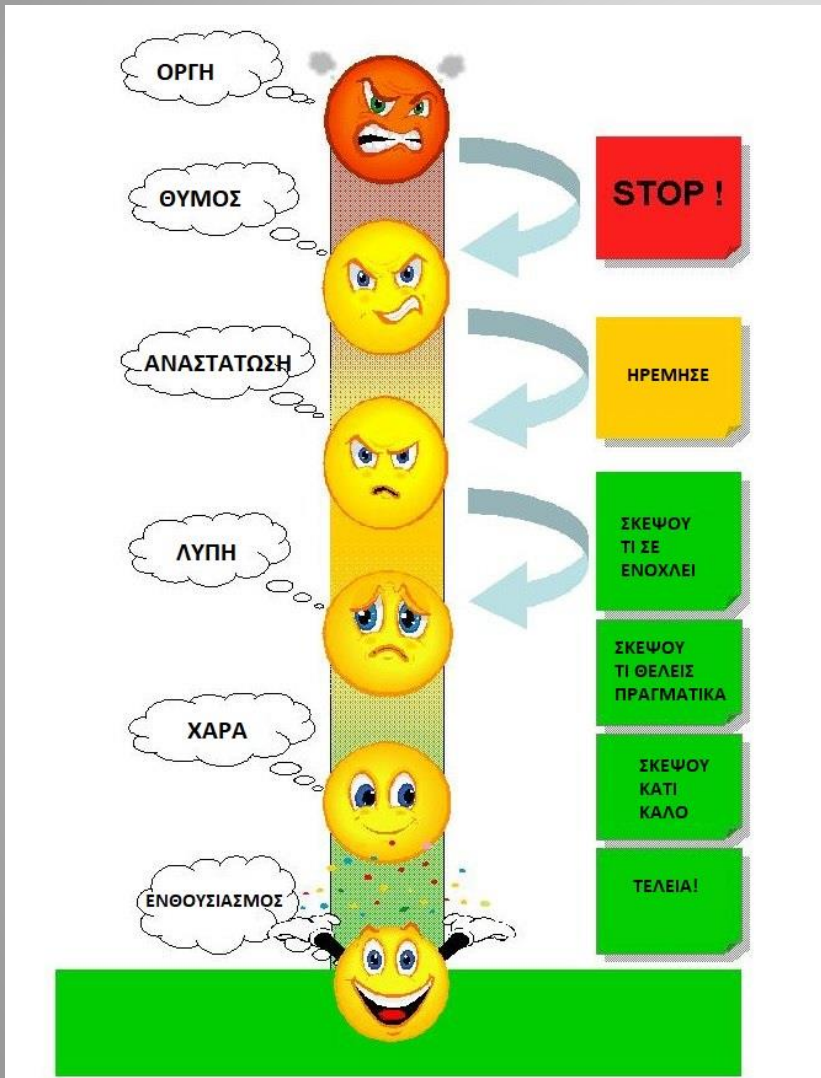 ΟΡΓΗ
STOP !
ΘΥΜΟΣ
ΑΝΑΣΤΑΤΩΣΗ
ΗΡΕΜΗΣΕ
ΛΥΠΗ
ΣΚΕΨΟΥ
ΤΙ ΣΕ
ΕΝΟΧΛΕΙ
ΣΚΕΨΟΥ
ΤΙ ΘΕΛΕΙΣ
ΠΡΑΓΜΑΤΙΚΑ
ΧΑΡΑ
ΣΚΕΨΟΥ
ΚΑΤΙ
ΚΑΛΟ
ΕΝΘΟΥΣΙΑΣΜΟΣ
ΤΕΛΕΙΑ!